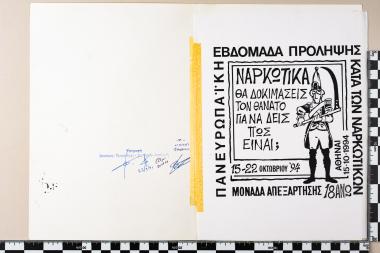 ΠΑΝΕΥΡΩΠΑΪΚΗ
ΕΒΔΟΜΑΔΑ ΠΡΟΛΗΨΗΣ
ΚΑΤΑ ΤΩΝ ΝΑΡΚΩΤΙΚΩΝ
ΝΑΡΚΩΤΙΚΑ
ΘΑ ΔΟΚΙΜΑΣΕΙΣ
ΤΟΝ ΘΑΝΑΤΟ
ΓΙΑ ΝΑ ΔΕΙΣ
ΠΩΣ
ΕΙΝΑΙ;
15-22 ΟΚΤΩΒΡΙΟΥ '94
ΑΘΗΝΑ
15-10-1994
ΜΟΝΑΔΑ ΑΠΕΞΑΡΤΗΣΗΣ 18 ΑΝΩ